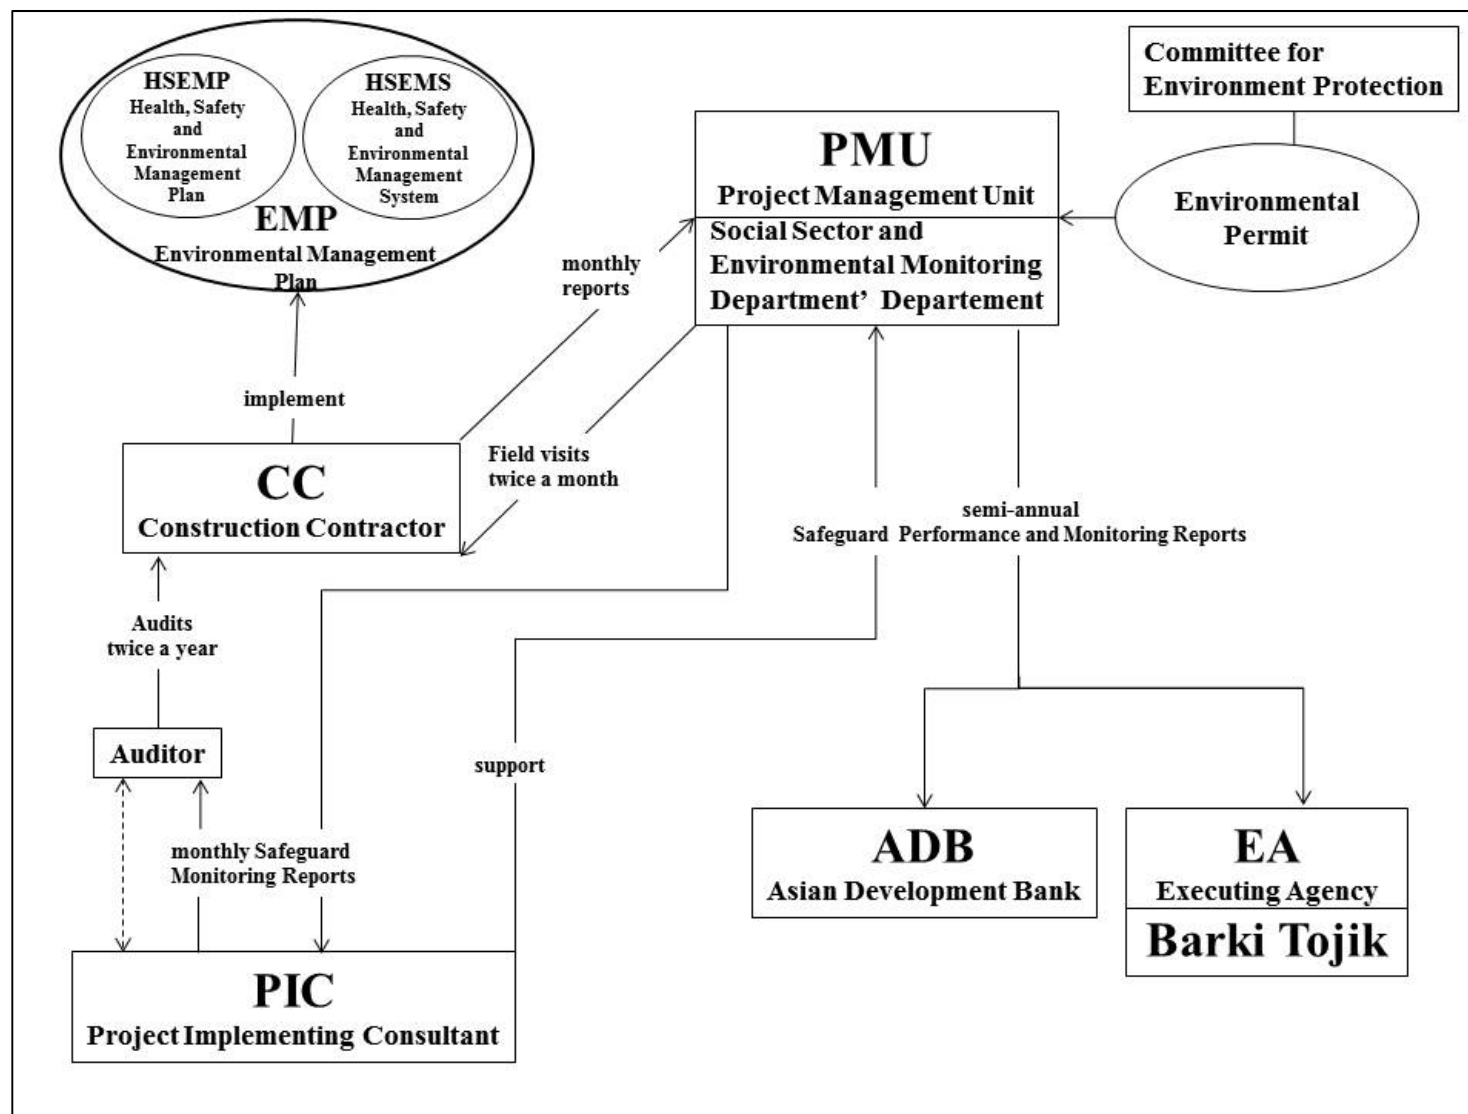 HSEMP
Health, Safety
and
Environmental
Management
Plan
HSEMS
Health, Safety
and
Environmental
Management
System
EMP
Environmental Management
Plan
Committee for
Environment Protection
PMU
Project Management Unit
Social Sector and
Environmental Monitoring
Department’ Departement
Environmental
Permit
monthly
reports
implement
Field visits
twice a month
CC
Construction Contractor
semi-annual
Safeguard Performance and Monitoring Reports
Audits
twice a year
Auditor
support
monthly Safeguard
Monitoring Reports
ADB
Asian Development Bank
EA
Executing Agency
Barki Tojik
PIC
Project Implementing Consultant